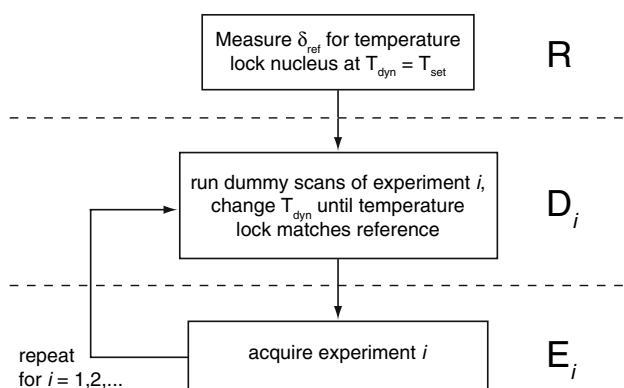 Measure δref for temperature
lock nucleus at Tdyn = Tset
R
run dummy scans of experiment i,
change Tdyn until temperature
lock matches reference
Di
acquire experiment i
Ei
repeat
for i = 1,2,...